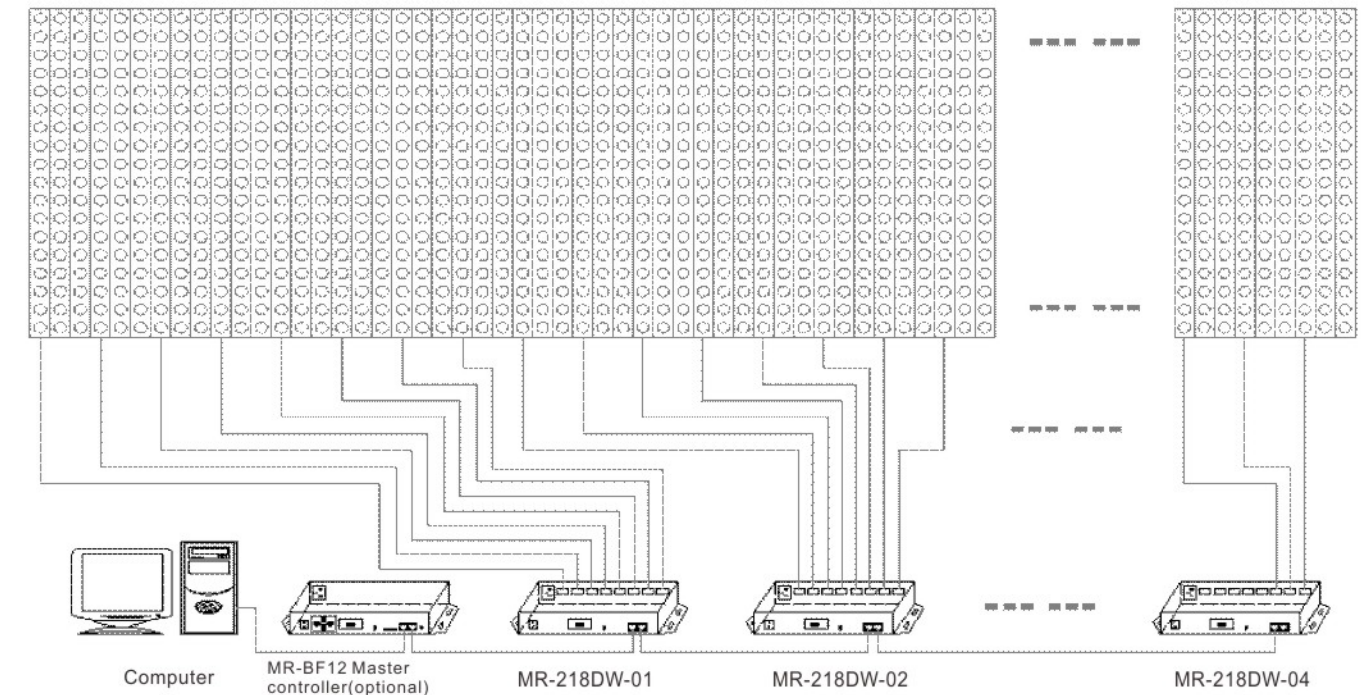 Computer
MR-BF12 Master
controller(optional)
MR-218DW-01
MR-218DW-02
MR-218DW-04